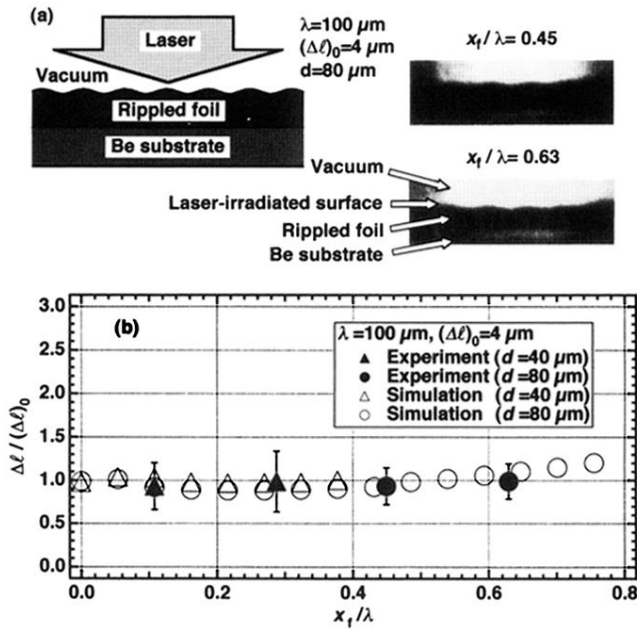 (a)
Laser
λ=100 μm
(Δℓ)₀=4 μm
d=80 μm
Vacuum
Rippled foil
Be substrate
x_f / λ = 0.45
x_f / λ = 0.63
Vacuum
Laser-irradiated surface
Rippled foil
Be substrate
(b)
λ =100 μm, (Δℓ)₀=4 μm
Experiment (d =40 μm)
Experiment (d =80 μm)
Simulation (d =40 μm)
Simulation (d =80 μm)
Δℓ / (Δℓ)₀
3.0
2.5
2.0
1.5
1.0
0.5
0.0
0.0 0.2 0.4 0.6 0.8
x_f /λ